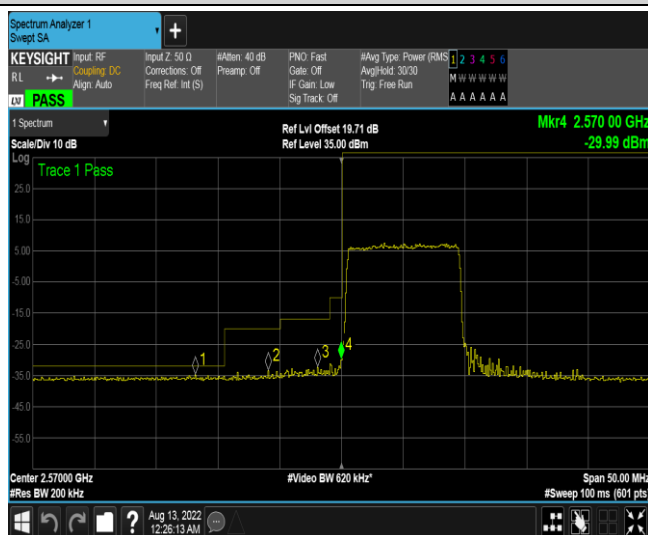 Spectrum Analyzer 1
Swept SA
+
KEYSIGHT
RL
LXI PASS
Input: RF
Coupling: DC
Align: Auto
Input Z: 50 Ω
Corrections: Off
Freq Ref: Int (S)
#Atten: 40 dB
Preamp: Off
PNO: Fast
Gate: Off
IF Gain: Low
Sig Track: Off
#Avg Type: Power (RMS
Avg|Hold: 30/30
Trig: Free Run
1 2 3 4 5 6
M W W W W W
A A A A A A
1 Spectrum
Scale/Div 10 dB
Log
Ref Lvl Offset 19.71 dB
Ref Level 35.00 dBm
Mkr4 2.570 00 GHz
-29.99 dBm
Trace 1 Pass
25.0
15.0
5.00
-5.00
-15.0
-25.0
-35.0
-45.0
-55.0
1
2
3
4
Center 2.57000 GHz
#Res BW 200 kHz
#Video BW 620 kHz*
Span 50.00 MHz
#Sweep 100 ms (601 pts)
?
Aug 13, 2022
12:26:13 AM